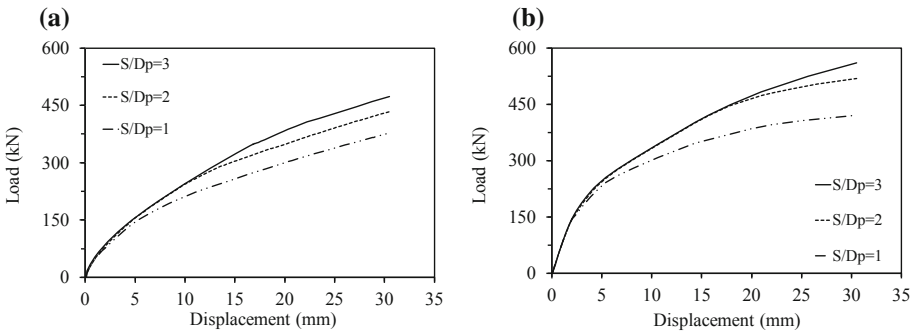 (a)
600
450
300
150
0
Load (kN)
S/Dp=3
S/Dp=2
S/Dp=1
0 5 10 15 20 25 30 35
Displacement (mm)
(b)
600
450
300
150
0
Load (kN)
S/Dp=3
S/Dp=2
S/Dp=1
0 5 10 15 20 25 30 35
Displacement (mm)